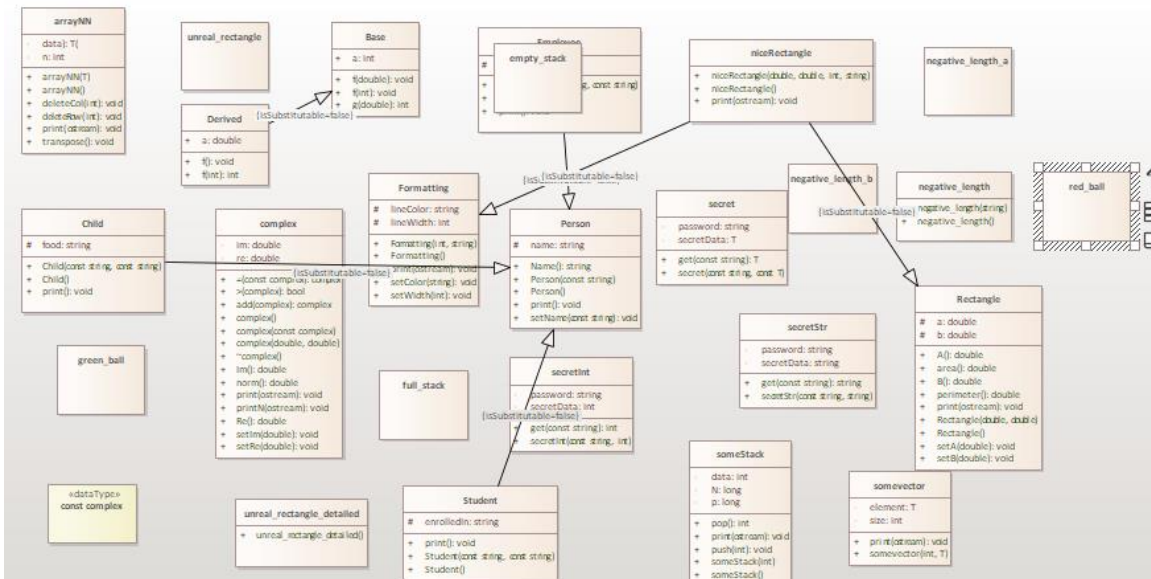 arrayNN
- data): T(
- n: int
+ arrayNN(T)
+ arrayNN()
+ deleteCol(int): void
+ deleteRow(int): void
+ print(ostream): void
+ transpose(): void
unreal_rectangle
Base
+ a: int
+ f(double): void
+ f(int): void
+ g(double): int
Derived
+ a: double
+ f(): void
+ f(int): int
{isSubstitutable=false}
empty_stack
#
, const string)
+
+
+
niceRectangle
+ niceRectangle(double, double, int, string)
+ niceRectangle()
+ print(ostream): void
negative_length_a
negative_length_b
negative_length
negative_length(string)
+ negative_length()
red_ball
Child
# food: string
+ Child(const string, const string)
+ Child()
+ print(): void
complex
- im: double
- re: double
+ >(complex): bool
+ add(complex): complex
+ complex()
+ complex(const complex)
+ complex(double, double)
+ ~complex()
+ Im(): double
+ norm(): double
+ print(ostream): void
+ printN(ostream): void
+ Re(): double
+ setIm(double): void
+ setRe(double): void
Formatting
# lineColor: string
# lineWidth: int
+ Formatting(int, string)
+ Formatting()
print(ostream): void
+ setColor(string): void
+ setWidth(int): void
{isSubstitutable=false}
{isSubstitutable=false}
Person
# name: string
+ Name(): string
+ Person(const string)
+ Person()
+ print(): void
+ setName(const string): void
secret
- password: string
- secretData: T
+ get(const string): T
+ secret(const string, const T)
{isSubstitutable=false}
Rectangle
# a: double
# b: double
+ A(): double
+ area(): double
+ B(): double
+ perimeter(): double
+ print(ostream): void
+ Rectangle(double, double)
+ Rectangle()
+ setA(double): void
+ setB(double): void
green_ball
full_stack
secretInt
- password: string
- secretData: int
+ get(const string): int
+ secretInt(const string, int)
{isSubstitutable=false}
secretStr
- password: string
- secretData: string
+ get(const string): string
+ secretStr(const string, string)
«dataType»
const complex
unreal_rectangle_detailed
+ unreal_rectangle_detailed()
Student
# enrolledIn: string
+ print(): void
+ Student(const string, const string)
+ Student()
someStack
- data: int
- N: long
- p: long
+ pop(): int
+ print(ostream): void
+ push(int): void
+ someStack(int)
+ someStack()
somevector
- element: T
- size: int
+ print(ostream): void
+ somevector(int, T)